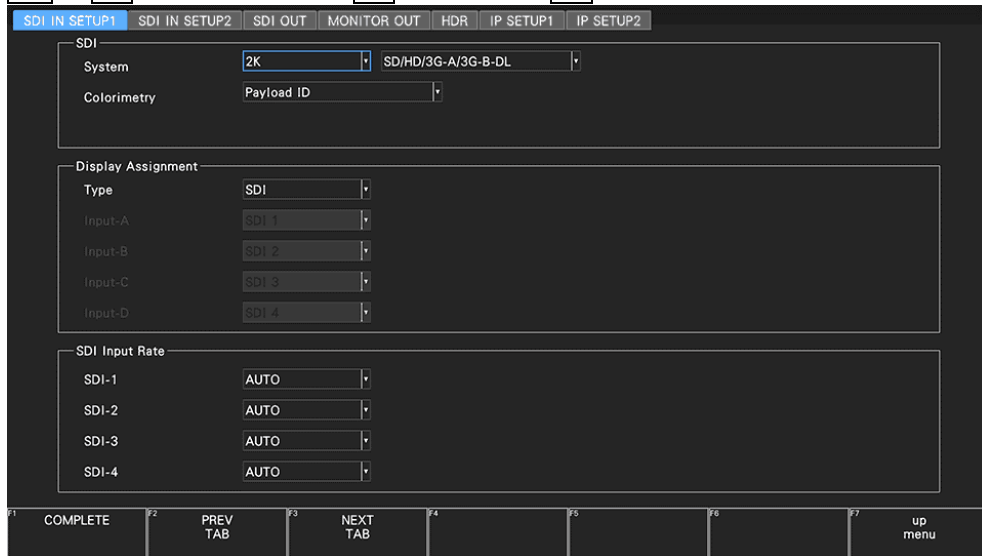 SDI IN SETUP1 SDI IN SETUP2 SDI OUT MONITOR OUT HDR IP SETUP1 IP SETUP2
SDI
System 2K SD/HD/3G-A/3G-B-DL
Colorimetry Payload ID
Display Assignment
Type SDI
Input-A SDI 1
Input-B SDI 2
Input-C SDI 3
Input-D SDI 4
SDI Input Rate
SDI-1 AUTO
SDI-2 AUTO
SDI-3 AUTO
SDI-4 AUTO
F1 COMPLETE F2 PREV TAB F3 NEXT TAB F4 F5 F6 F7 up menu